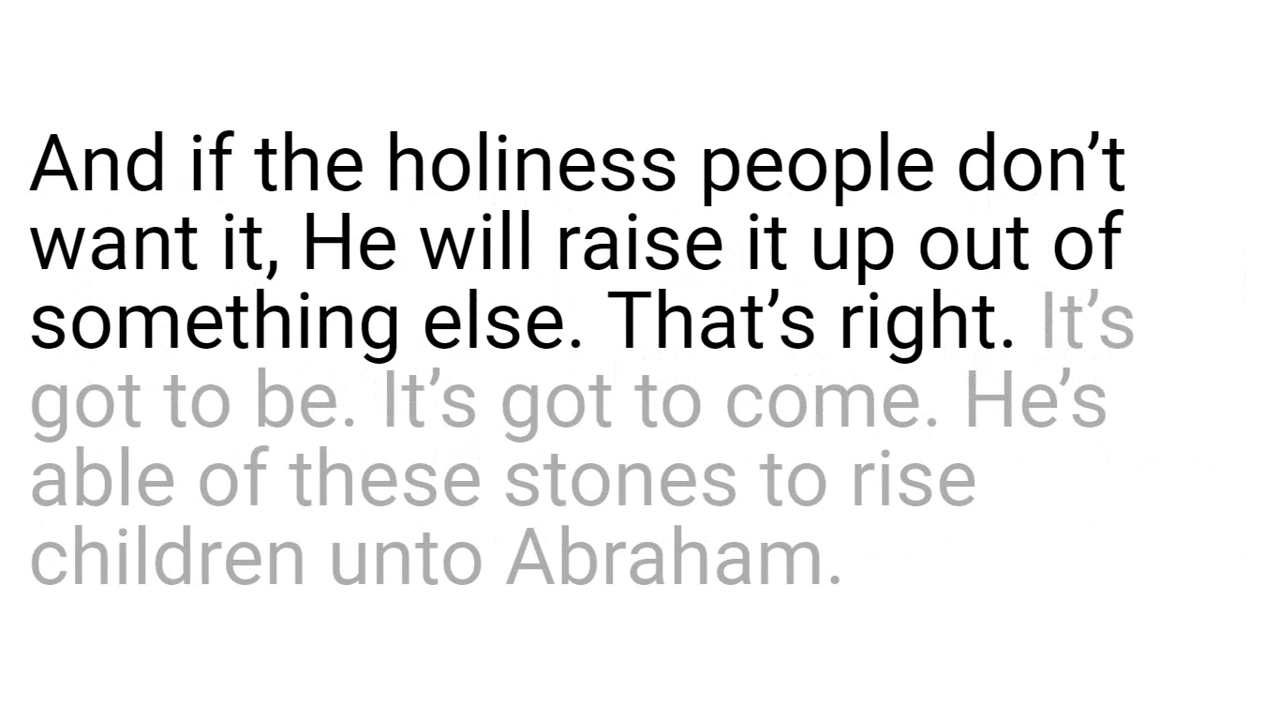 And if the holiness people don’t
want it, He will raise it up out of
something else. That’s right. It’s
got to be. It’s got to come. He’s
able of these stones to rise
children unto Abraham.